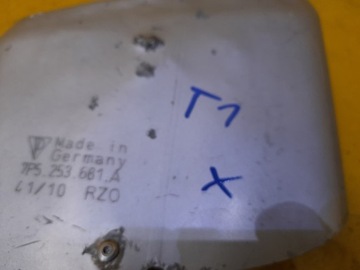 T1
Made in
Germany
7P5.253.681.A
41/10 RZO
X